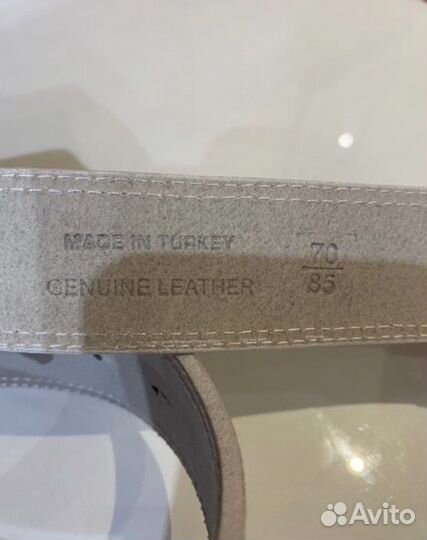 MADE IN TURKEY
GENUINE LEATHER
70
85
Avito